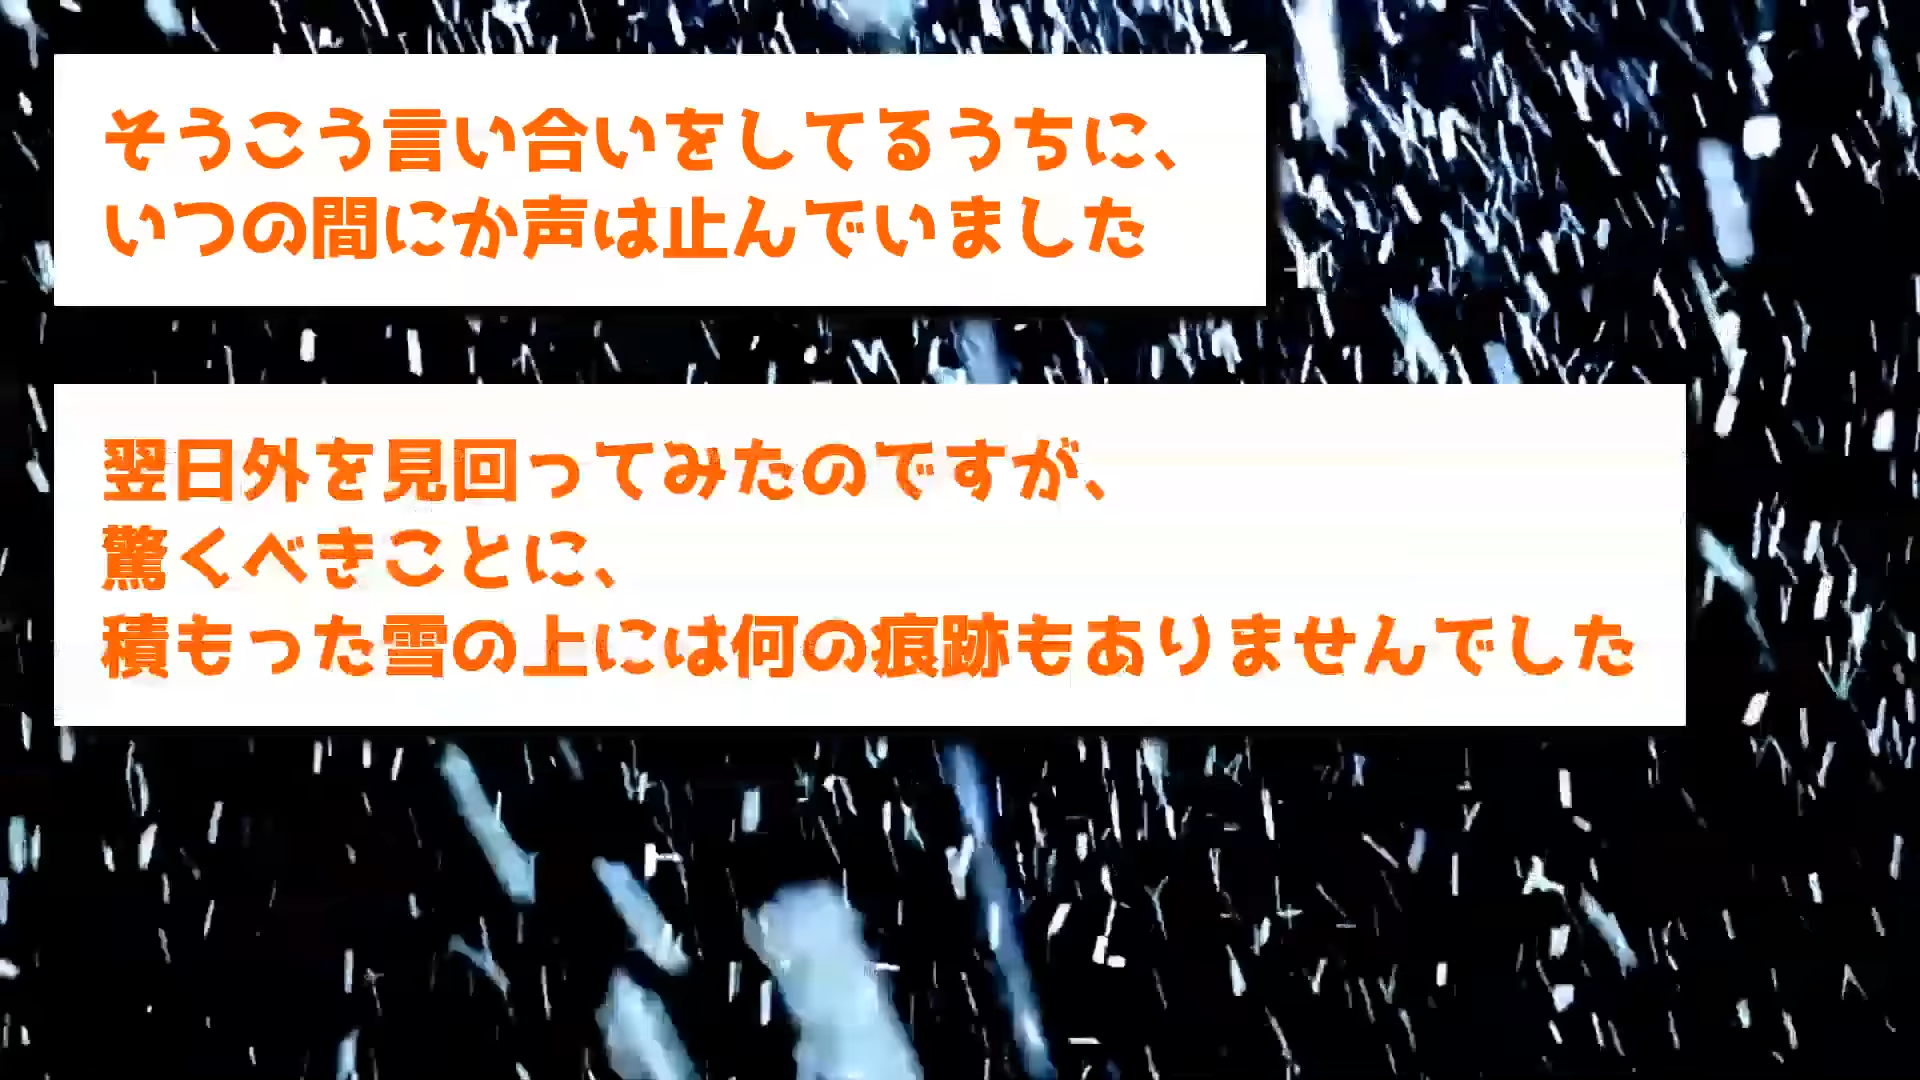 そうこう言い合いをしてるうちに、
いつの間にか声は止んでいました
翌日外を見回ってみたのですが、
驚くべきことに、
積もった雪の上には何の痕跡もありませんでした